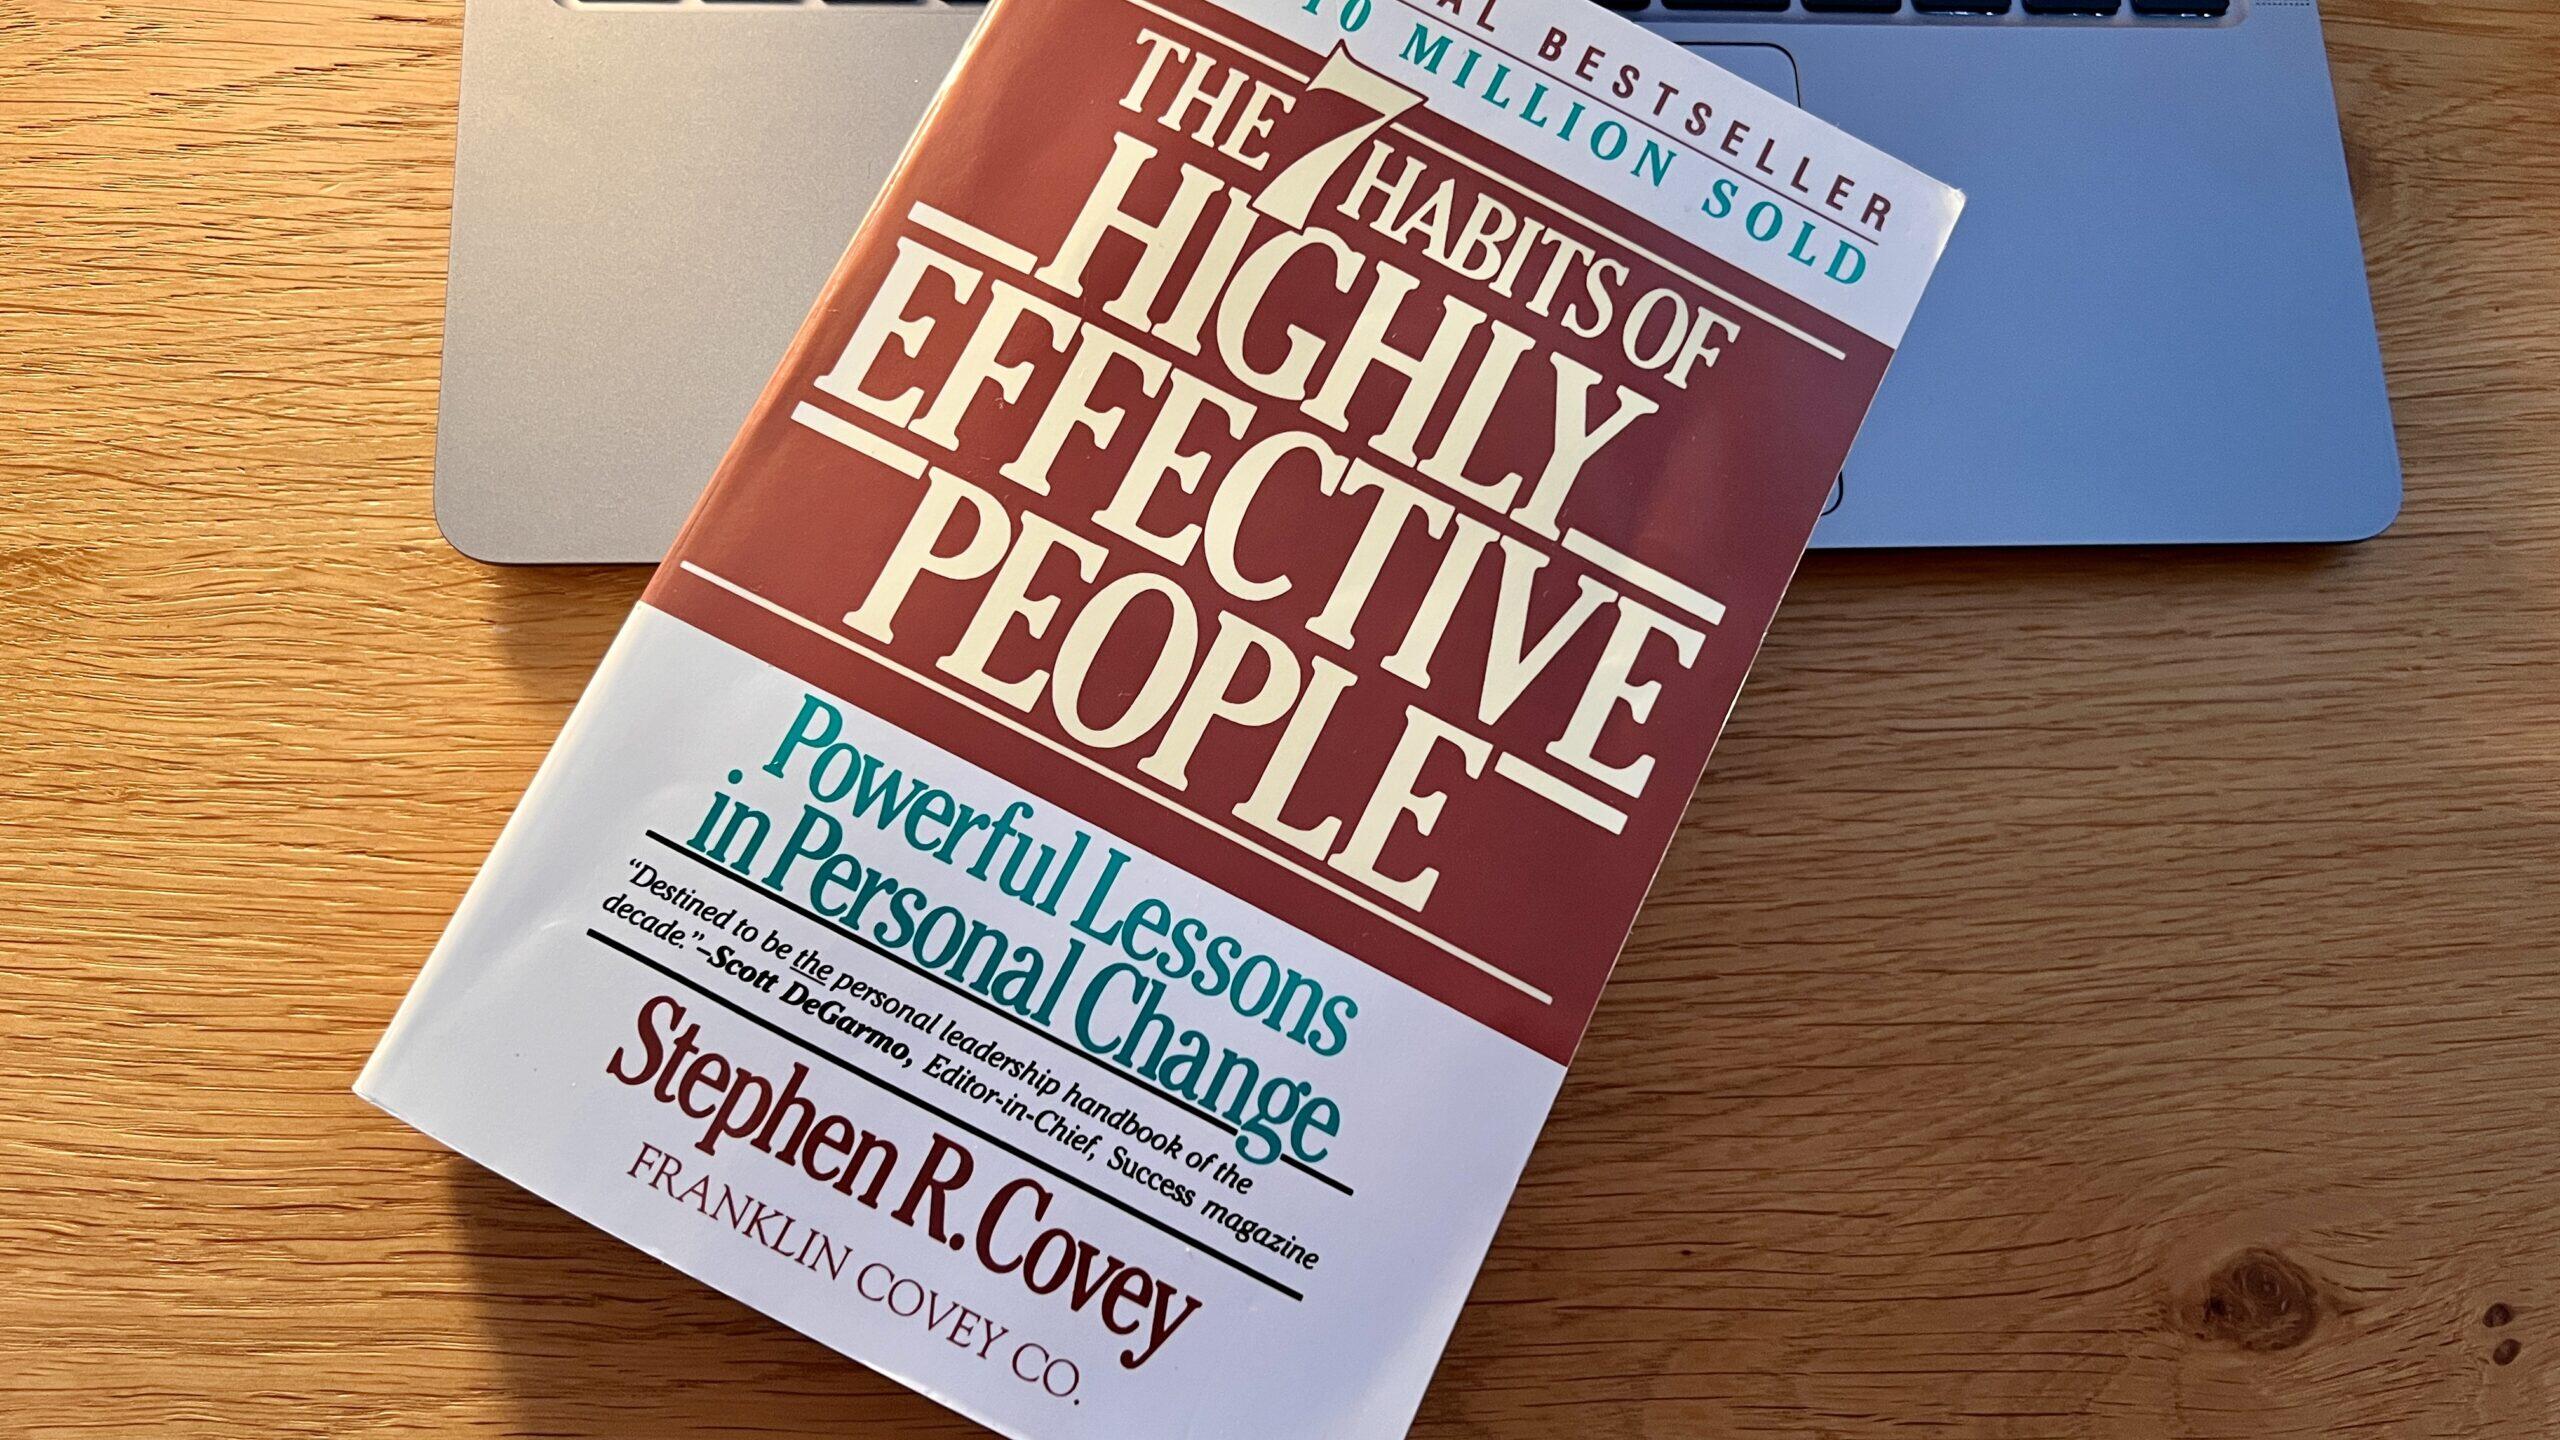 BESTSELLER
10 MILLION SOLD
THE 7 HABITS OF
HIGHLY
EFFECTIVE
PEOPLE
Powerful Lessons
in Personal Change
“Destined to be the personal leadership handbook of the
decade.”–Scott DeGarmo, Editor-in-Chief, Success magazine
Stephen R. Covey
FRANKLIN COVEY CO.